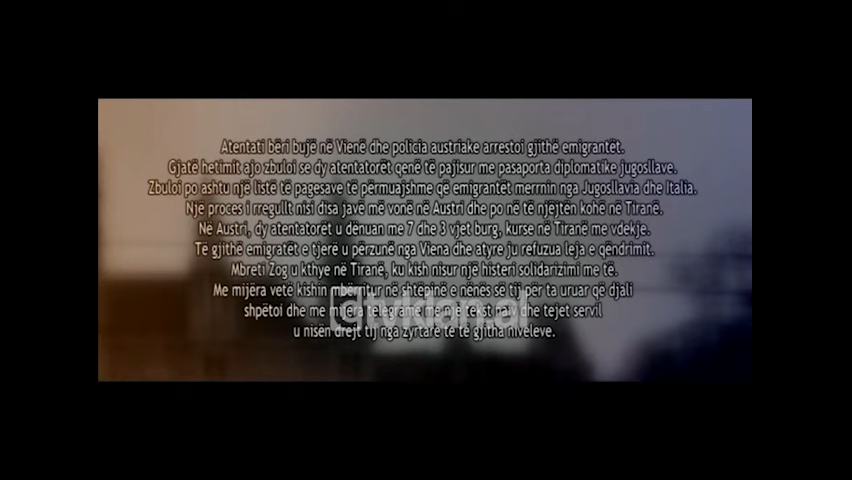 Atentati bëri bujë në Vienë dhe policia austriake arrestoi gjithë emigrantët.
Gjatë hetimit ajo zbuloi se dy atentatorët qenë të pajisur me pasaporta diplomatike jugosllave.
Zbuloi po ashtu një listë të pagesave të përmuajshme që emigrantët merrnin nga Jugosllavia dhe Italia.
Një proces i rregullt nisi disa javë më vonë në Austri dhe po në të njëjtën kohë në Tiranë.
Në Austri, dy atentatorët u dënuan me 7 dhe 3 vjet burg, kurse në Tiranë me vdekje.
Të gjithë emigratët e tjerë u përzunë nga Viena dhe atyre ju refuzua leja e qëndrimit.
Mbreti Zog u kthye në Tiranë, ku kish nisur një histeri solidarizimi me të.
Me mijëra vetë kishin mbërritur në shtëpinë e nënës së tij për ta uruar që djali
shpëtoi dhe me mijëra telegrame me një tekst naiv dhe tejet servil
u nisën drejt tij nga zyrtarë të të gjitha niveleve.